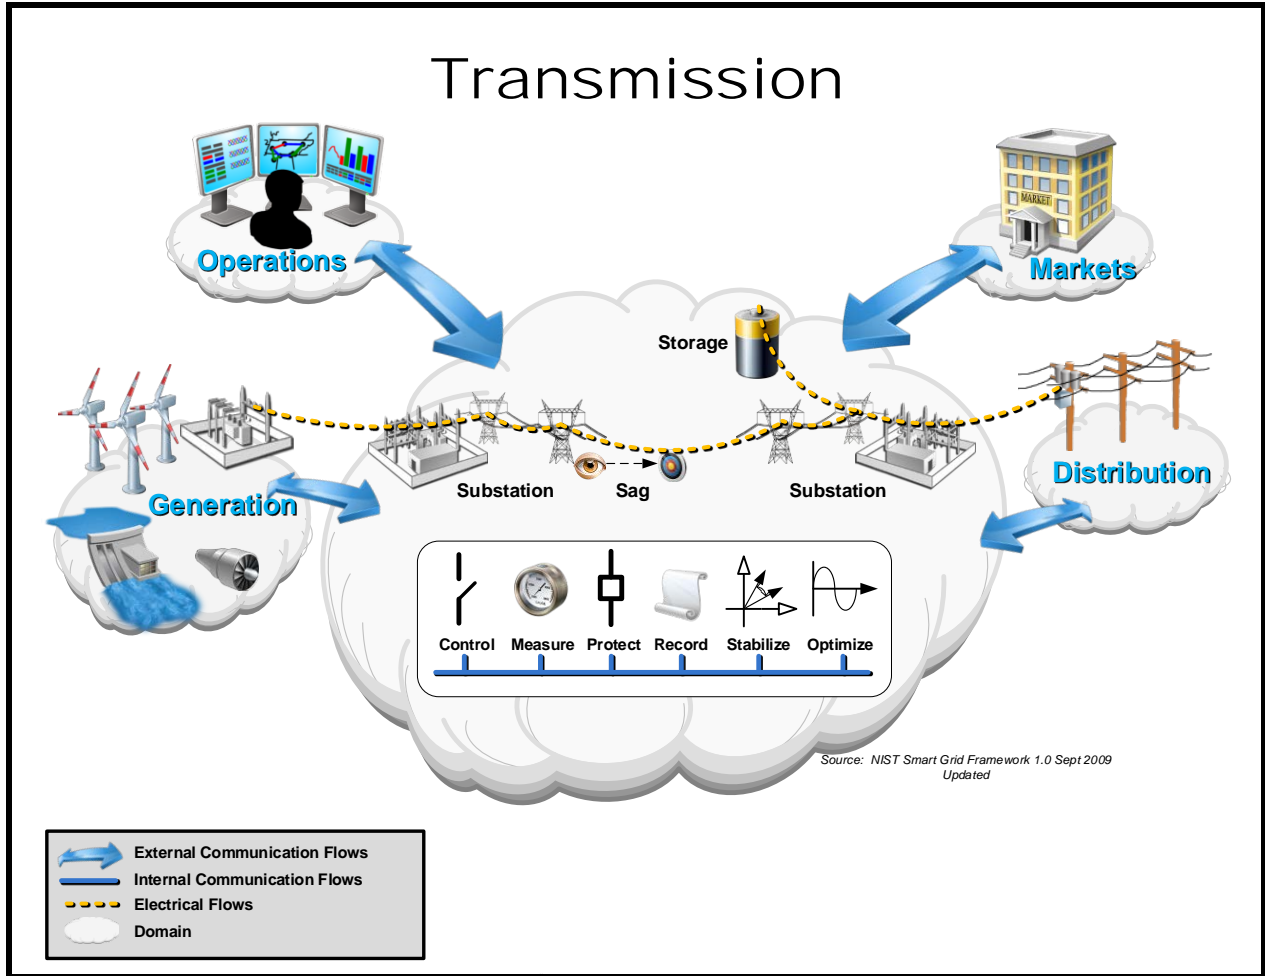 Transmission
MARKET
Operations
Markets
Storage
Substation
Sag
Substation
Generation
Distribution
Control
Measure
Protect
Record
Stabilize
Optimize
Source: NIST Smart Grid Framework 1.0 Sept 2009
Updated
External Communication Flows
Internal Communication Flows
Electrical Flows
Domain